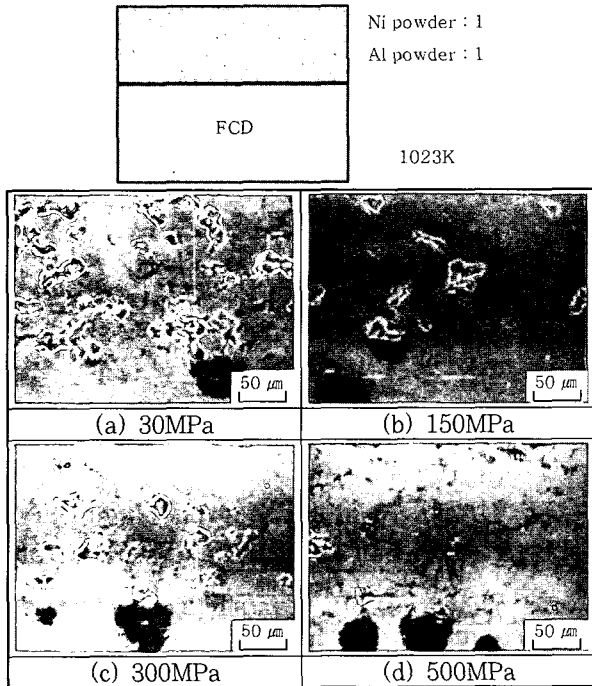 Ni powder : 1
Al powder : 1
FCD
1023K
50 μm
50 μm
(a) 30MPa
(b) 150MPa
50 μm
50 μm
(c) 300MPa
(d) 500MPa